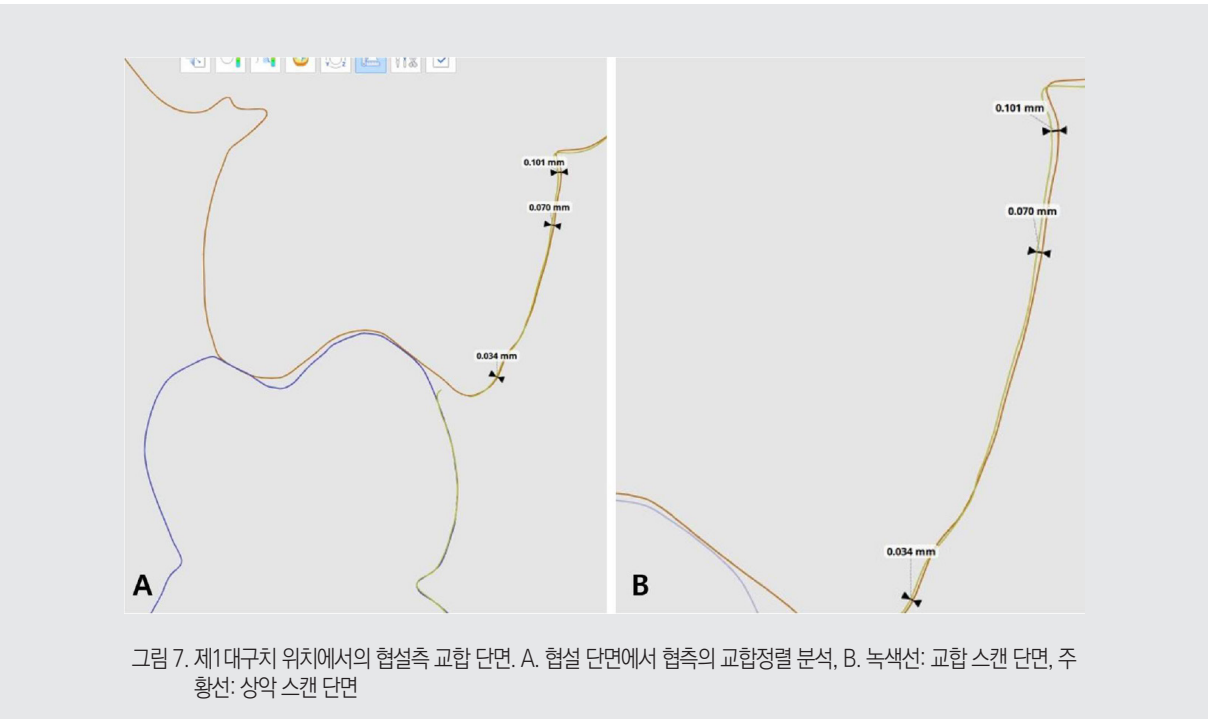 0.101 mm
0.070 mm
0.034 mm
A
0.101 mm
0.070 mm
0.034 mm
B
그림 7. 제1대구치 위치에서의 협설측 교합 단면. A. 협설 단면에서 협측의 교합정렬 분석, B. 녹색선: 교합 스캔 단면, 주
황선: 상악 스캔 단면